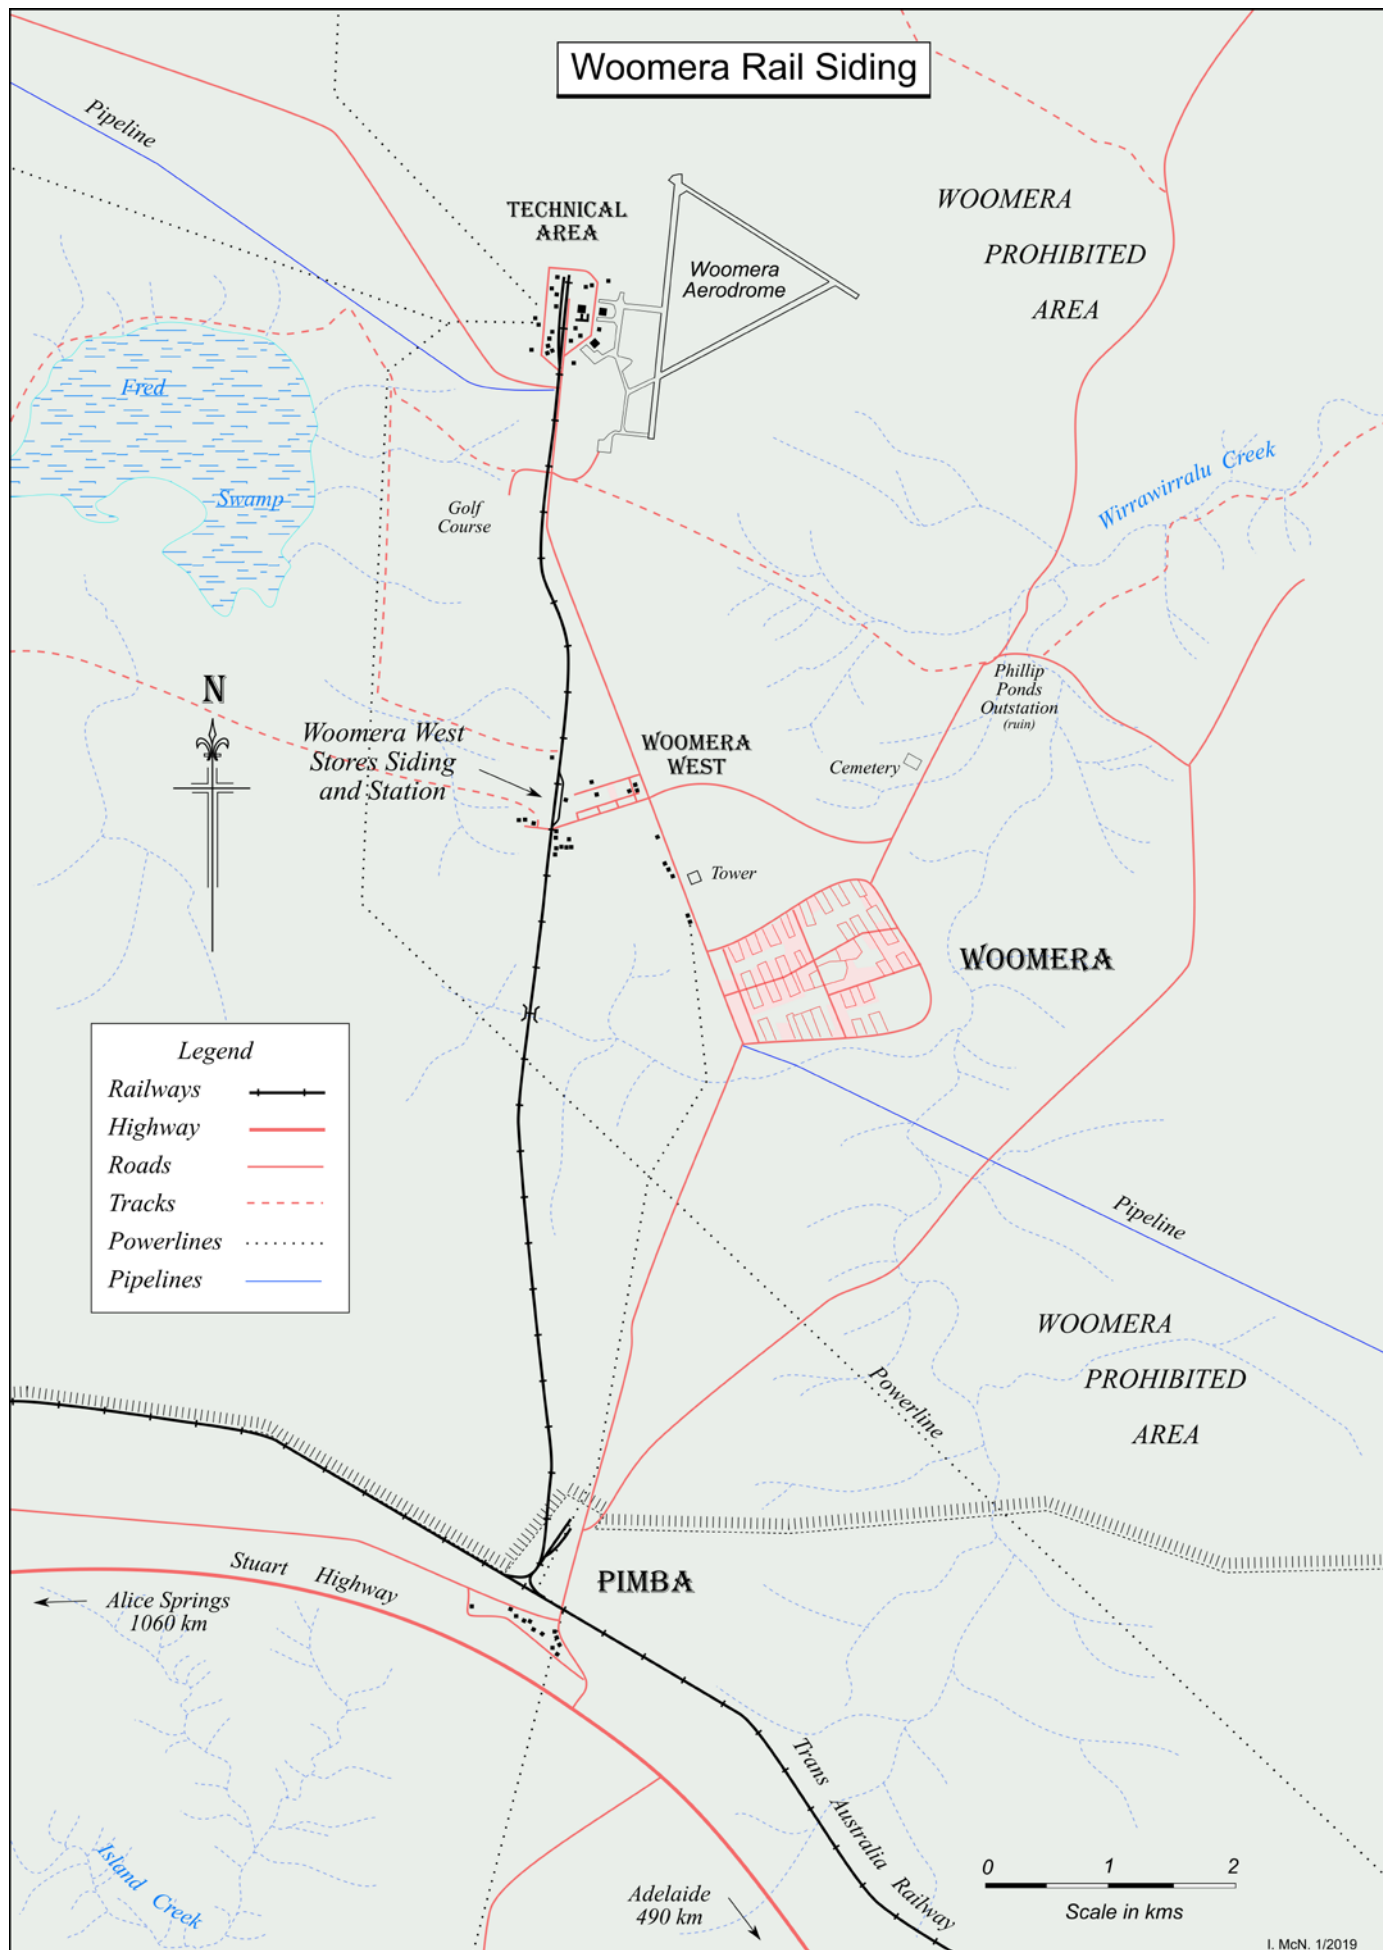 Woomera Rail Siding
Pipeline
TECHNICAL
AREA
Woomera
Aerodrome
WOOMERA
PROHIBITED
AREA
Fred
Swamp
Golf
Course
Wirrawirralu Creek
N
Phillip
Ponds
Outstation
(ruin)
Woomera West
Stores Siding
and Station
WOOMERA
WEST
Cemetery
Tower
WOOMERA
Legend
Railways
Highway
Roads
Tracks
Powerlines
Pipelines
Pipeline
WOOMERA
PROHIBITED
AREA
Powerline
Stuart Highway
PIMBA
Alice Springs
1060 km
Trans Australia Railway
Island Creek
Adelaide
490 km
0 1 2
Scale in kms
I. McN. 1/2019